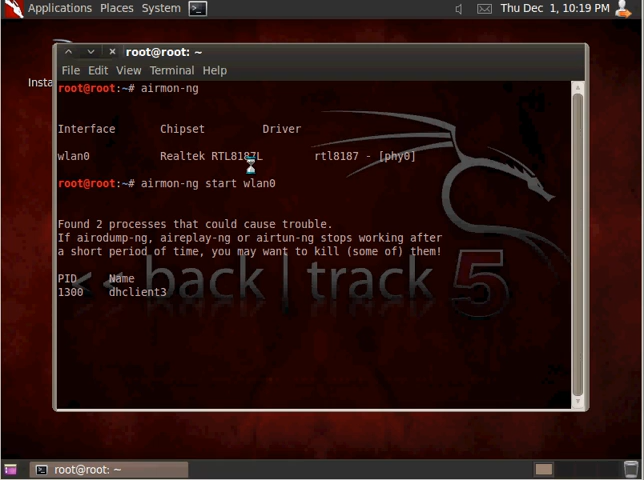 Applications Places System
Thu Dec 1, 10:19 PM
Insta
root@root: ~
File Edit View Terminal Help
root@root:~# airmon-ng
Interface Chipset Driver
wlan0 Realtek RTL8187L rtl8187 - [phy0]
root@root:~# airmon-ng start wlan0
Found 2 processes that could cause trouble.
If airodump-ng, aireplay-ng or airtun-ng stops working after
a short period of time, you may want to kill (some of) them!
PID Name
1300 dhclient3
<< back | track 5
root@root: ~